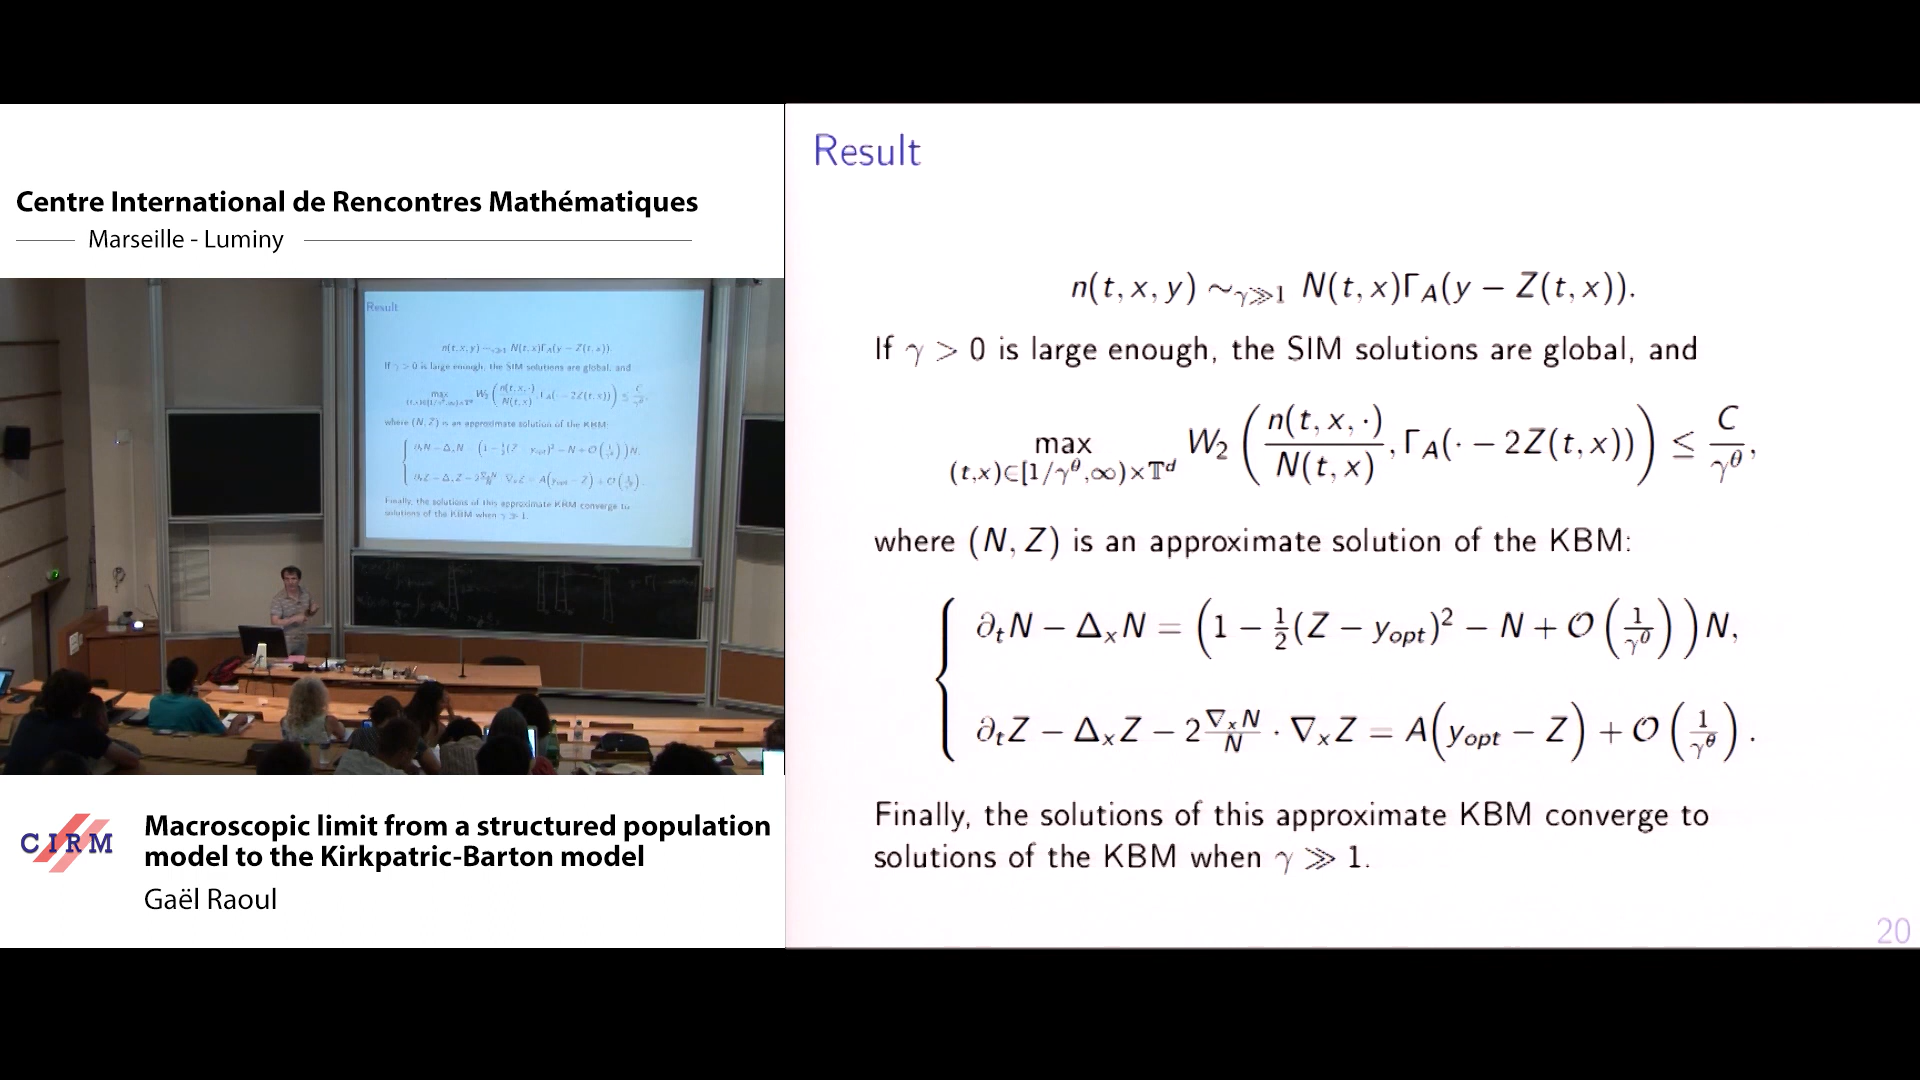 Centre International de Rencontres Mathématiques
Marseille - Luminy
Result
n(t, x, y) ∼_{γ≫1} N(t, x)Γ_A(y − Z(t, x)).
If γ > 0 is large enough, the SIM solutions are global, and
max_{(t,x)∈[1/γ^θ,∞)×𝕋^d} W_2 ( n(t, x, ·) / N(t, x) , Γ_A(· − 2Z(t, x)) ) ≤ C / γ^θ ,
where (N, Z) is an approximate solution of the KBM:
∂_t N − Δ_x N = (1 − 1/2 (Z − y_opt)^2 − N + O(1/γ^θ)) N,
∂_t Z − Δ_x Z − 2 ∇_x N / N · ∇_x Z = A(y_opt − Z) + O(1/γ^θ) .
Finally, the solutions of this approximate KBM converge to
solutions of the KBM when γ ≫ 1.
20
CIRM
Macroscopic limit from a structured population
model to the Kirkpatric-Barton model
Gaël Raoul